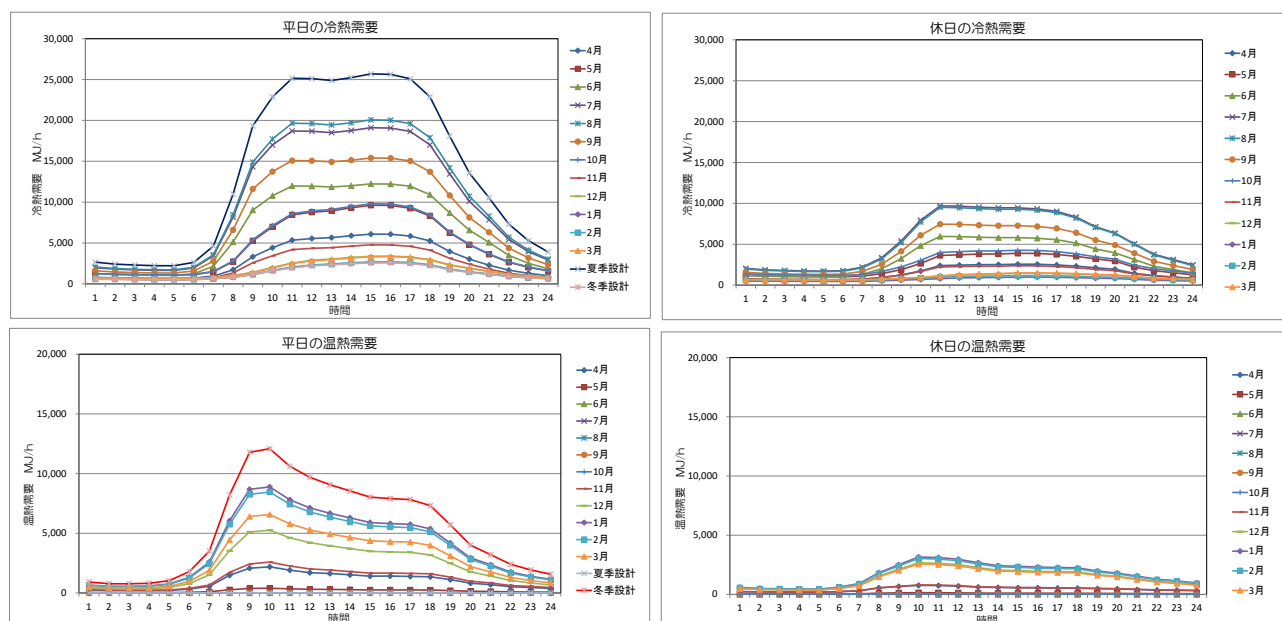 平日の冷熱需要
30,000
25,000
20,000
15,000
10,000
5,000
0
冷熱需要 MJ/h
1 2 3 4 5 6 7 8 9 10 11 12 13 14 15 16 17 18 19 20 21 22 23 24
時間
4月
5月
6月
7月
8月
9月
10月
11月
12月
1月
2月
3月
夏季設計
冬季設計
休日の冷熱需要
30,000
25,000
20,000
15,000
10,000
5,000
0
冷熱需要 MJ/h
1 2 3 4 5 6 7 8 9 10 11 12 13 14 15 16 17 18 19 20 21 22 23 24
時間
4月
5月
6月
7月
8月
9月
10月
11月
12月
1月
2月
3月
平日の温熱需要
20,000
15,000
10,000
5,000
0
温熱需要 MJ/h
1 2 3 4 5 6 7 8 9 10 11 12 13 14 15 16 17 18 19 20 21 22 23 24
時間
4月
5月
6月
7月
8月
9月
10月
11月
12月
1月
2月
3月
夏季設計
冬季設計
休日の温熱需要
20,000
15,000
10,000
5,000
0
温熱需要 MJ/h
1 2 3 4 5 6 7 8 9 10 11 12 13 14 15 16 17 18 19 20 21 22 23 24
時間
4月
5月
6月
7月
8月
9月
10月
11月
12月
1月
2月
3月